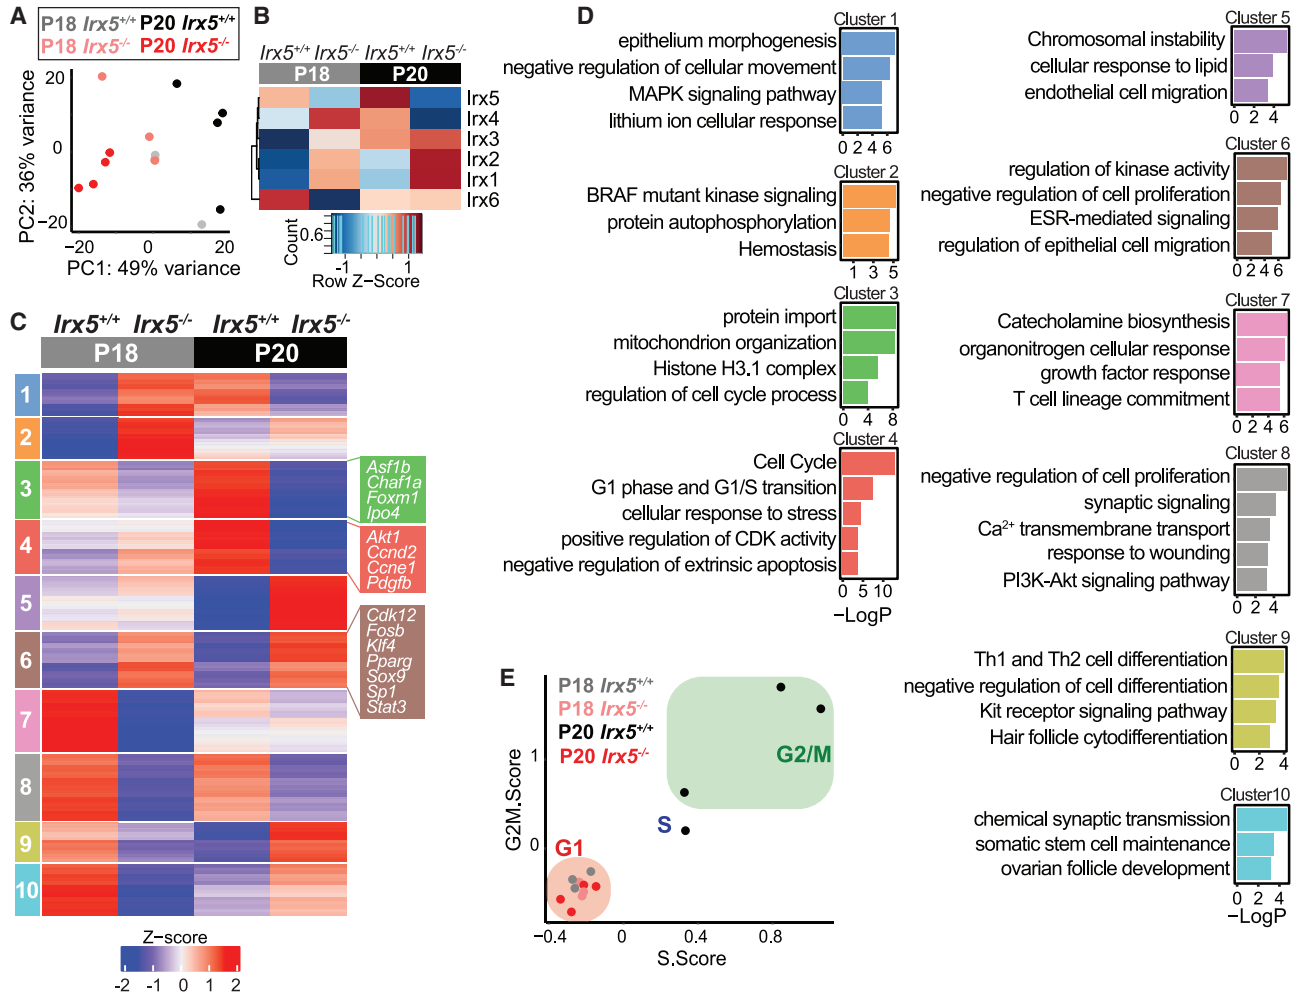 A
P18 Irx5+/+ P20 Irx5+/+
P18 Irx5-/- P20 Irx5-/-
20
0
−20
PC2: 36% variance
−20 0 20
PC1: 49% variance
B
Irx5+/+ Irx5-/- Irx5+/+ Irx5-/-
P18 P20
Irx5
Irx4
Irx3
Irx2
Irx1
Irx6
Count
0.6
-1 1
Row Z−Score
C
Irx5+/+ Irx5-/- Irx5+/+ Irx5-/-
P18 P20
1
2
3
4
5
6
7
8
9
10
Asf1b
Chaf1a
Foxm1
Ipo4
Akt1
Ccnd2
Ccne1
Pdgfb
Cdk12
Fosb
Klf4
Pparg
Sox9
Sp1
Stat3
Z−score
-2 -1 0 1 2
D
Cluster 1
epithelium morphogenesis
negative regulation of cellular movement
MAPK signaling pathway
lithium ion cellular response
0 2 4 6
Cluster 2
BRAF mutant kinase signaling
protein autophosphorylation
Hemostasis
1 3 5
Cluster 3
protein import
mitochondrion organization
Histone H3.1 complex
regulation of cell cycle process
0 4 8
Cluster 4
Cell Cycle
G1 phase and G1/S transition
cellular response to stress
positive regulation of CDK activity
negative regulation of extrinsic apoptosis
0 5 10
−LogP
Cluster 5
Chromosomal instability
cellular response to lipid
endothelial cell migration
0 2 4
Cluster 6
regulation of kinase activity
negative regulation of cell proliferation
ESR-mediated signaling
regulation of epithelial cell migration
0 2 4 6
Cluster 7
Catecholamine biosynthesis
organonitrogen cellular response
growth factor response
T cell lineage commitment
0 2 4 6
Cluster 8
negative regulation of cell proliferation
synaptic signaling
Ca2+ transmembrane transport
response to wounding
PI3K-Akt signaling pathway
0 2 4
Cluster 9
Th1 and Th2 cell differentiation
negative regulation of cell differentiation
Kit receptor signaling pathway
Hair follicle cytodifferentiation
0 2 4
Cluster10
chemical synaptic transmission
somatic stem cell maintenance
ovarian follicle development
0 2 4
−LogP
E
P18 Irx5+/+
P18 Irx5-/-
P20 Irx5+/+
P20 Irx5-/-
G2/M
S
G1
1
0
G2M.Score
−0.4 0 0.4 0.8
S.Score